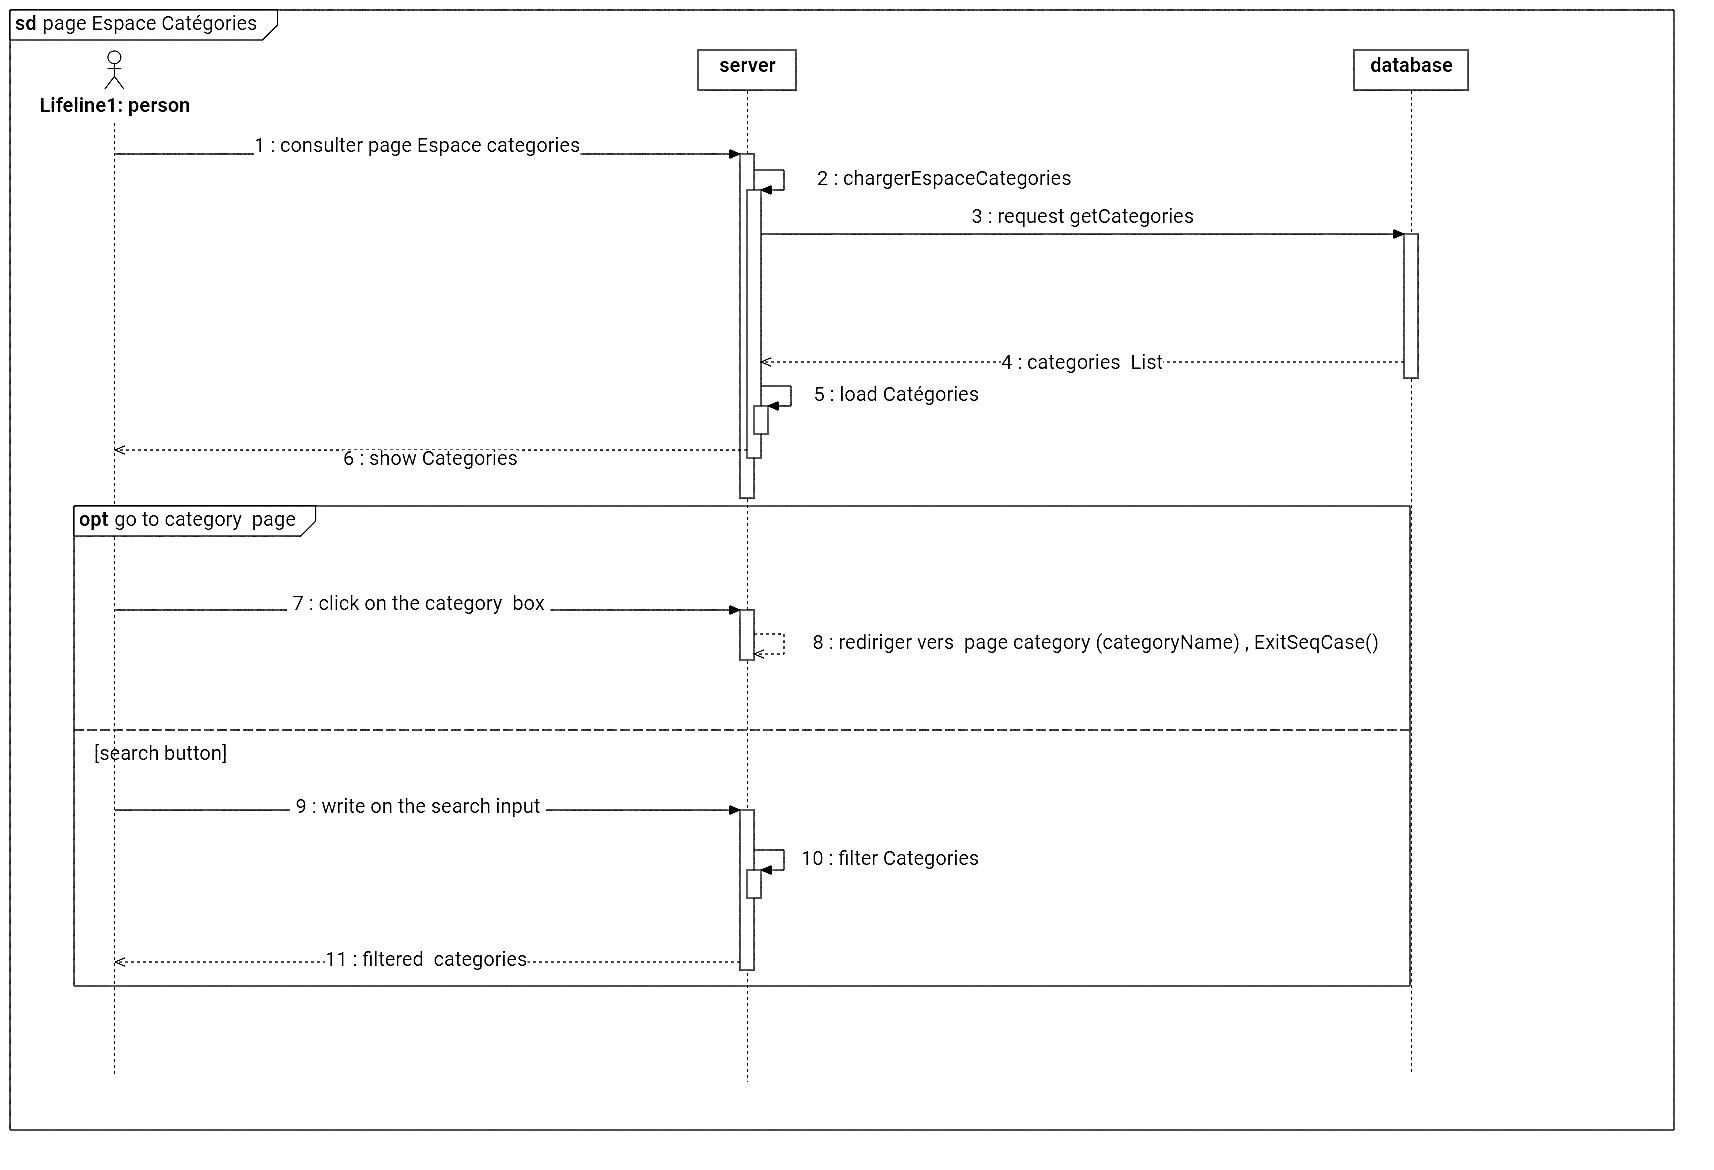 sd page Espace Catégories
server
database
Lifeline1: person
1 : consulter page Espace categories
2 : chargerEspaceCategories
3 : request getCategories
4 : categories  List
5 : load Catégories
6 : show Categories
opt go to category  page
7 : click on the category  box
8 : rediriger vers  page category (categoryName) , ExitSeqCase()
[search button]
9 : write on the search input
10 : filter Categories
11 : filtered  categories